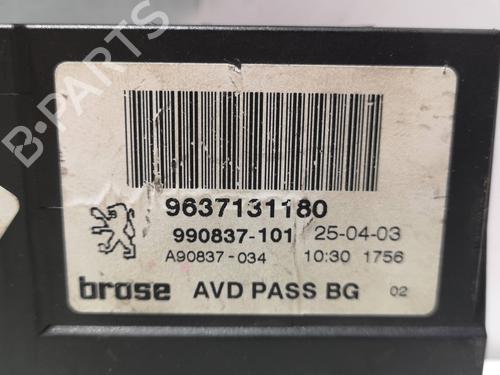 B-PARTS
9637131180
990837-101 25-04-03
A90837-034 10:30 1756
brose AVD PASS BG 02